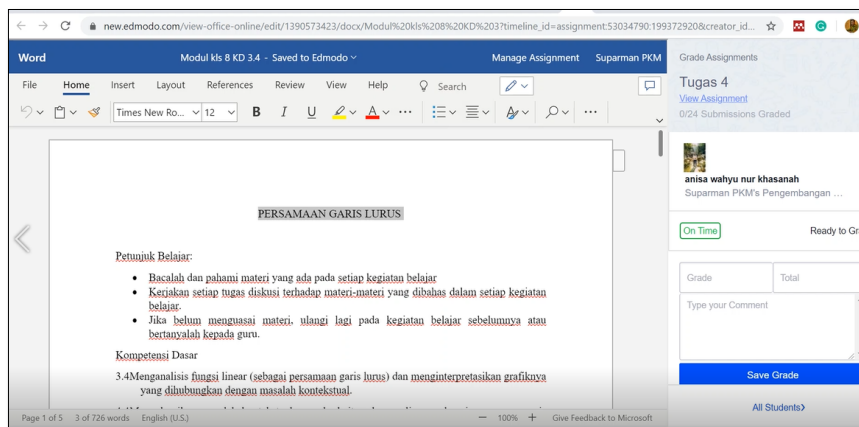 new.edmodo.com/view-office-online/edit/1390573423/docx/Modul%20kls%208%20KD%203?timeline_id=assignment:53034790:199372920&creator_id...
Word
Modul kls 8 KD 3.4 - Saved to Edmodo
Manage Assignment
Suparman PKM
File Home Insert Layout References Review View Help Search
Times New Ro... 12 B I U A ...
PERSAMAAN GARIS LURUS
Petunjuk Belajar:
• Bacalah dan pahami materi yang ada pada setiap kegiatan belajar
• Kerjakan setiap tugas diskusi terhadap materi-materi yang dibahas dalam setiap kegiatan
belajar.
• Jika belum menguasai materi, ulangi lagi pada kegiatan belajar sebelumnya atau
bertanyalah kepada guru.
Kompetensi Dasar
3.4Menganalisis fungsi linear (sebagai persamaan garis lurus) dan menginterpretasikan grafiknya
yang dihubungkan dengan masalah kontekstual.
Page 1 of 5 3 of 726 words English (U.S.) 100% Give Feedback to Microsoft
Grade Assignments
Tugas 4
View Assignment
0/24 Submissions Graded
anisa wahyu nur khasanah
Suparman PKM's Pengembangan ...
On Time Ready to Gr
Grade Total
Type your Comment
Save Grade
All Students